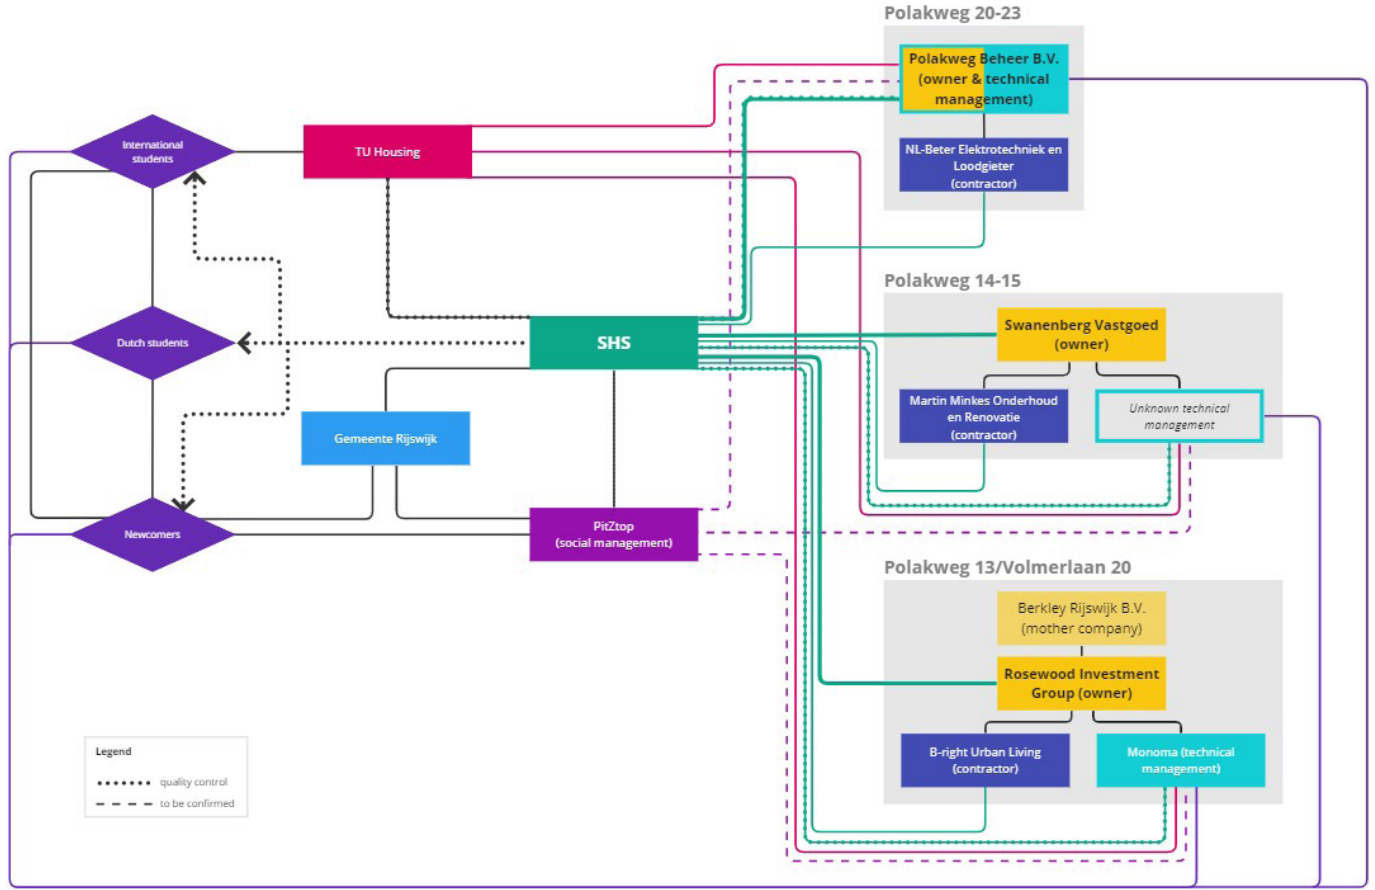 Polakweg 20-23
Polakweg Beheer B.V.
(owner & technical
management)
NL-Beter Elektrotechniek en
Loodgieter
(contractor)
International
students
TU Housing
Polakweg 14-15
Swanenberg Vastgoed
(owner)
Dutch students
SHS
Martin Minkes Onderhoud
en Renovatie
(contractor)
Unknown technical
management
Gemeente Rijswijk
Newcomers
PitZtop
(social management)
Polakweg 13/Volmerlaan 20
Berkley Rijswijk B.V.
(mother company)
Rosewood Investment
Group (owner)
B-right Urban Living
(contractor)
Monoma (technical
management)
Legend
quality control
to be confirmed